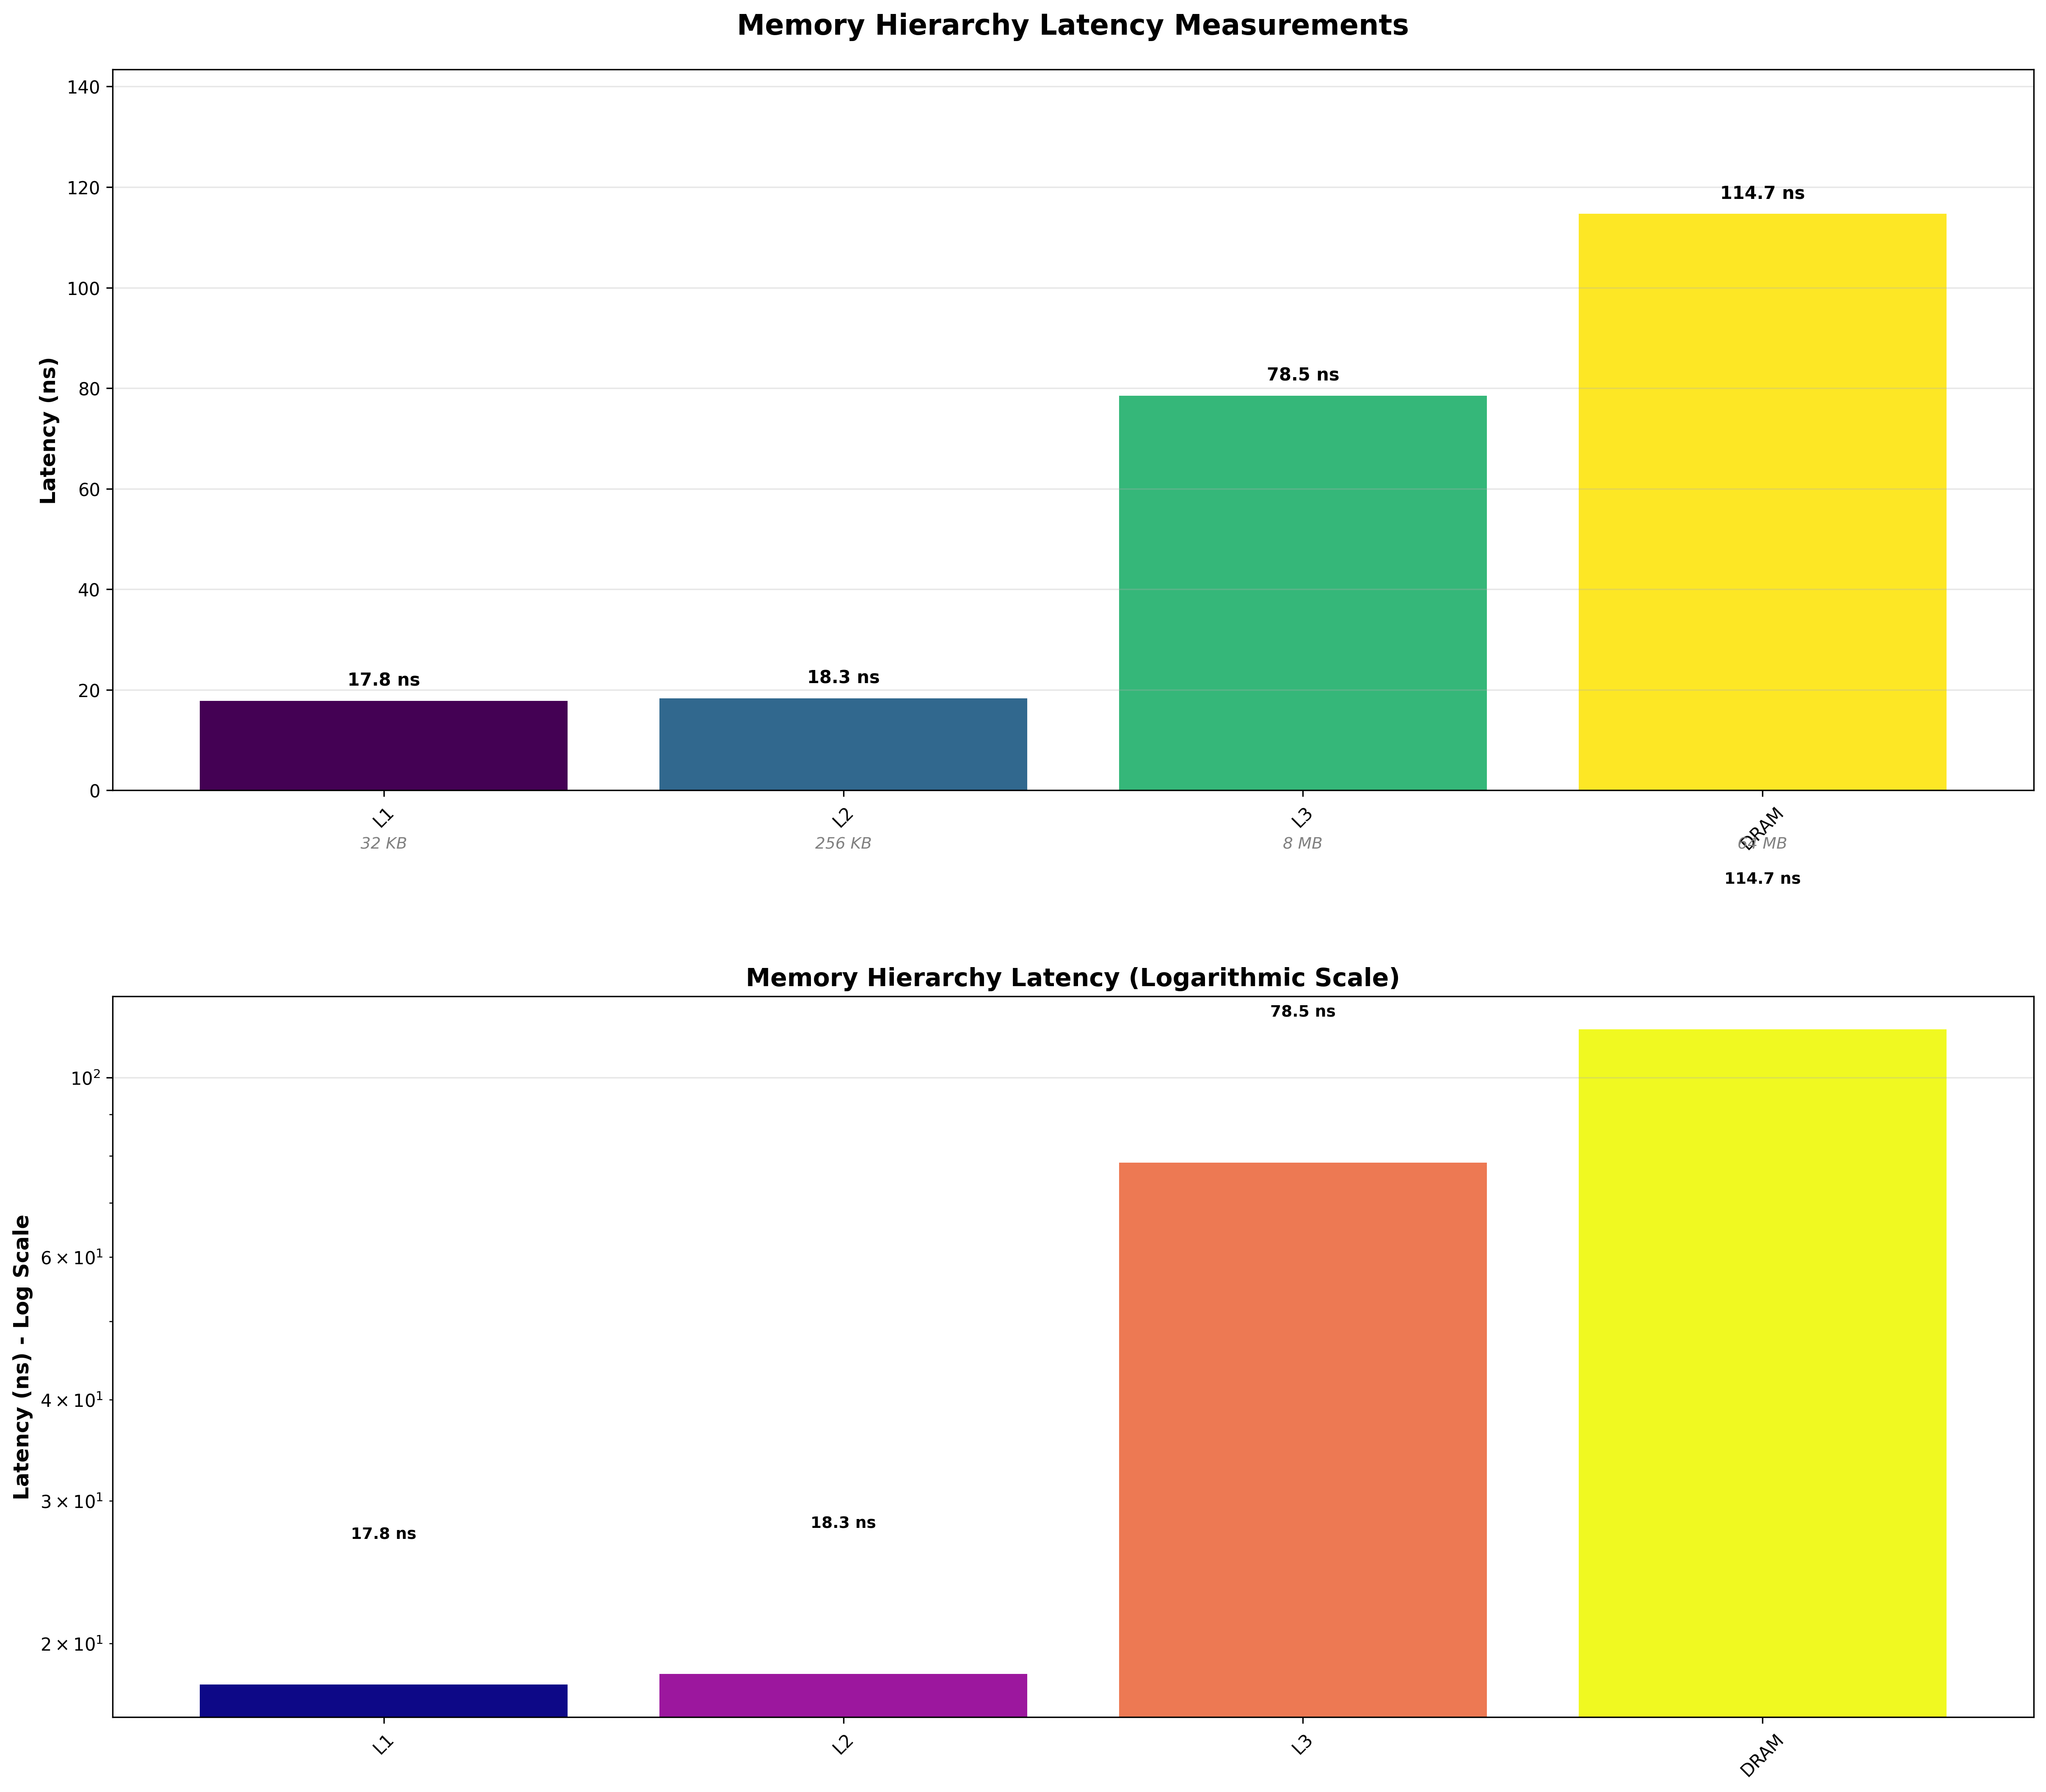 Memory Hierarchy Latency Measurements
140
120
100
80
60
40
20
0
Latency (ns)
17.8 ns
18.3 ns
78.5 ns
114.7 ns
L1
L2
L3
DRAM
32 KB
256 KB
8 MB
64 MB
114.7 ns
Memory Hierarchy Latency (Logarithmic Scale)
78.5 ns
10²
6 × 10¹
4 × 10¹
3 × 10¹
2 × 10¹
Latency (ns) - Log Scale
17.8 ns
18.3 ns
L1
L2
L3
DRAM